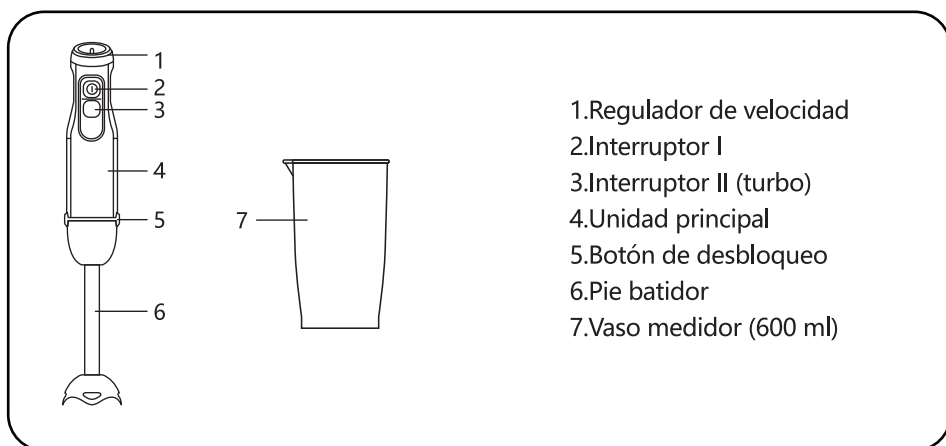 1
2
3
4
5
6
7
1.Regulador de velocidad
2.Interruptor I
3.Interruptor II (turbo)
4.Unidad principal
5.Botón de desbloqueo
6.Pie batidor
7.Vaso medidor (600 ml)